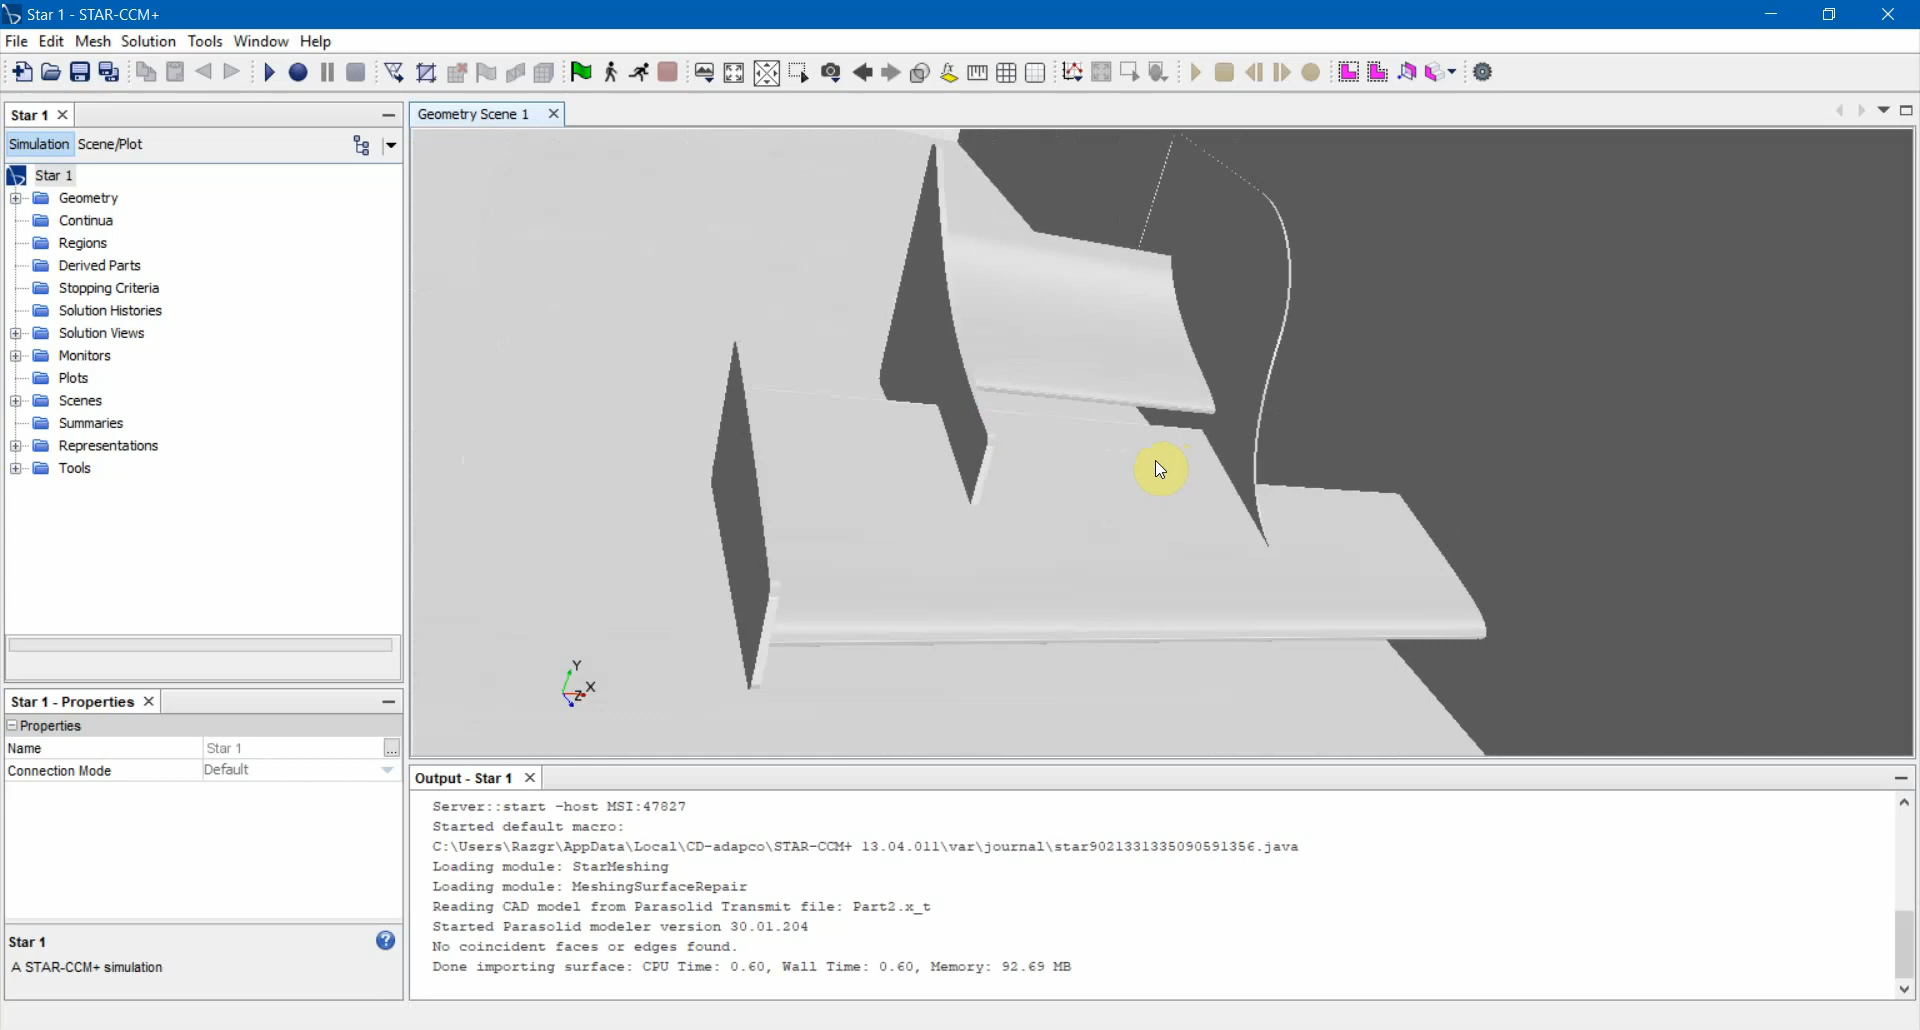 Star 1 - STAR-CCM+
File Edit Mesh Solution Tools Window Help
Star 1
Simulation Scene/Plot
Star 1
Geometry
Continua
Regions
Derived Parts
Stopping Criteria
Solution Histories
Solution Views
Monitors
Plots
Scenes
Summaries
Representations
Tools
Star 1 - Properties
Properties
Name Star 1 ...
Connection Mode Default
Star 1
A STAR-CCM+ simulation
Geometry Scene 1
Y
X
Z
Output - Star 1
Server::start -host MSI:47827
Started default macro:
C:\Users\Razgr\AppData\Local\CD-adapco\STAR-CCM+ 13.04.011\var\journal\star9021331335090591356.java
Loading module: StarMeshing
Loading module: MeshingSurfaceRepair
Reading CAD model from Parasolid Transmit file: Part2.x_t
Started Parasolid modeler version 30.01.204
No coincident faces or edges found.
Done importing surface: CPU Time: 0.60, Wall Time: 0.60, Memory: 92.69 MB